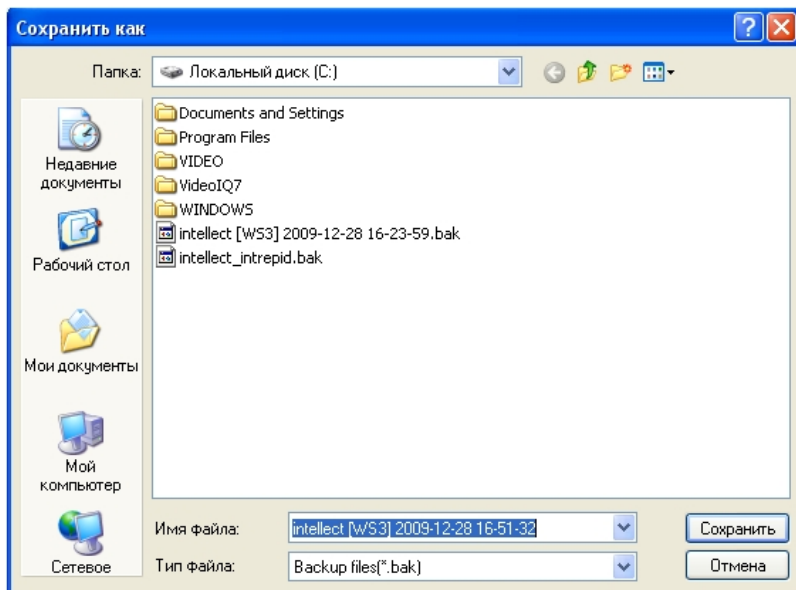 Сохранить как
Папка: Локальный диск (C:)
Недавние документы
Рабочий стол
Мои документы
Мой компьютер
Сетевое
Documents and Settings
Program Files
VIDEO
VideoIQ7
WINDOWS
intellect [WS3] 2009-12-28 16-23-59.bak
intellect_intrepid.bak
Имя файла: intellect [WS3] 2009-12-28 16-51-32 Сохранить
Тип файла: Backup files(*.bak) Отмена